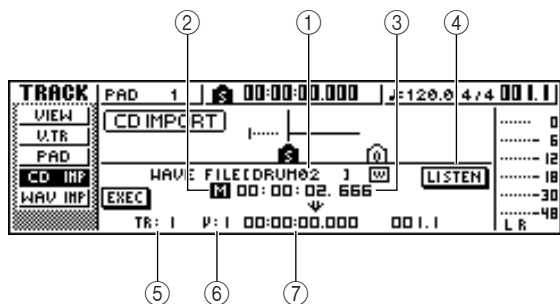 ② ① ③ ④
TRACK PAD 1 S 00:00:00.000 ♩=120.0 4/4 001.1
VIEW
V.TR
PAD
CD IMP
WAV IMP
CD IMPORT
S 0
WAVE FILE[DRUM02 ] W LISTEN
EXEC M 00:00:02.666
TR: 1 V:1 00:00:00.000 001.1
0
6
12
18
30
48
L R
⑤ ⑥ ⑦